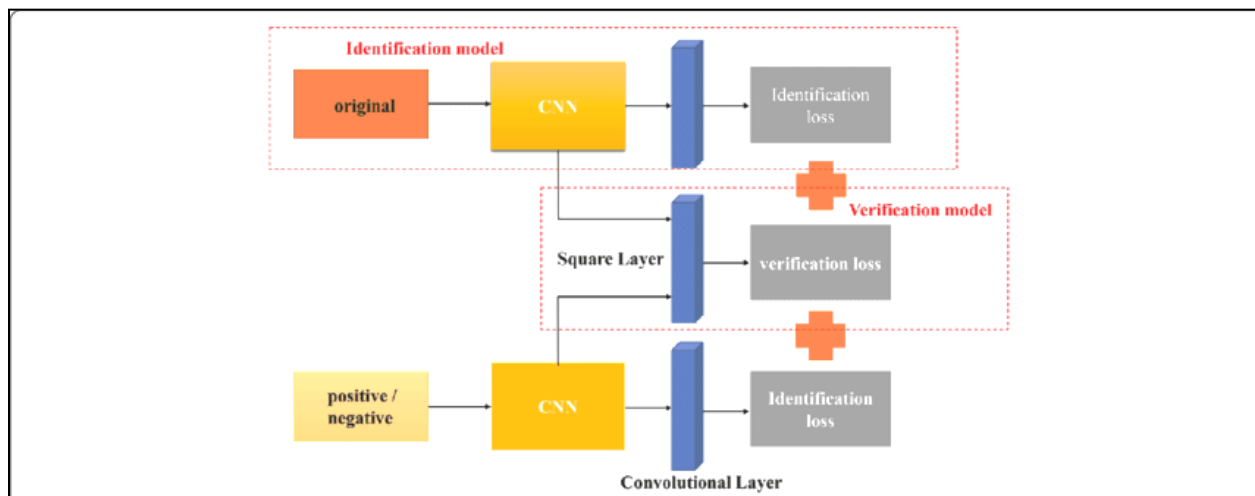 Identification model
original
CNN
Identification
loss
Verification model
Square Layer
verification loss
positive /
negative
CNN
Identification
loss
Convolutional Layer